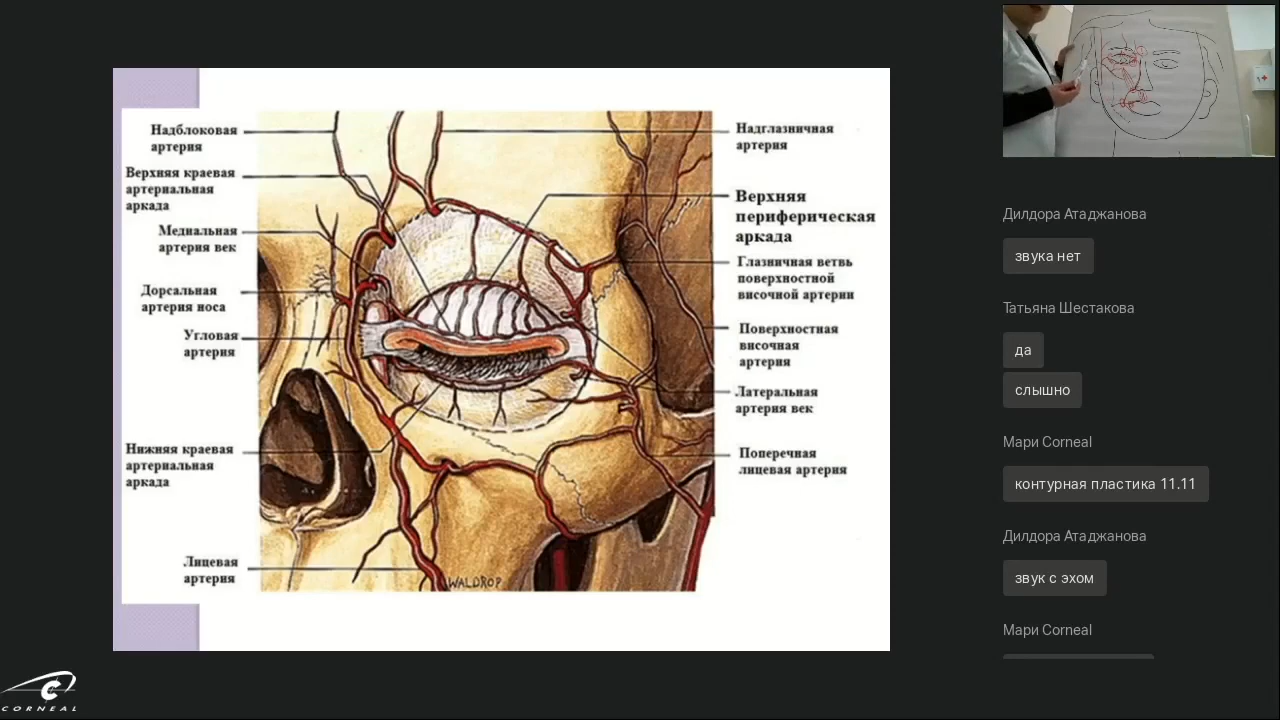 Надблоковая
артерия
Верхняя краевая
артериальная
аркада
Медиальная
артерия век
Дорсальная
артерия носа
Угловая
артерия
Нижняя краевая
артериальная
аркада
Лицевая
артерия
Надглазничная
артерия
Верхняя
периферическая
аркада
Глазничная ветвь
поверхностной
височной артерии
Поверхностная
височная
артерия
Латеральная
артерия век
Поперечная
лицевая артерия
WALDROP
CORNEAL
Дилдора Атаджанова
звука нет
Татьяна Шестакова
да
слышно
Мари Corneal
контурная пластика 11.11
Дилдора Атаджанова
звук с эхом
Мари Corneal